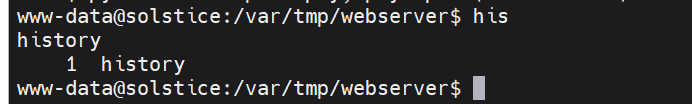 www-data@solstice:/var/tmp/webserver$ his
history
    1  history
www-data@solstice:/var/tmp/webserver$